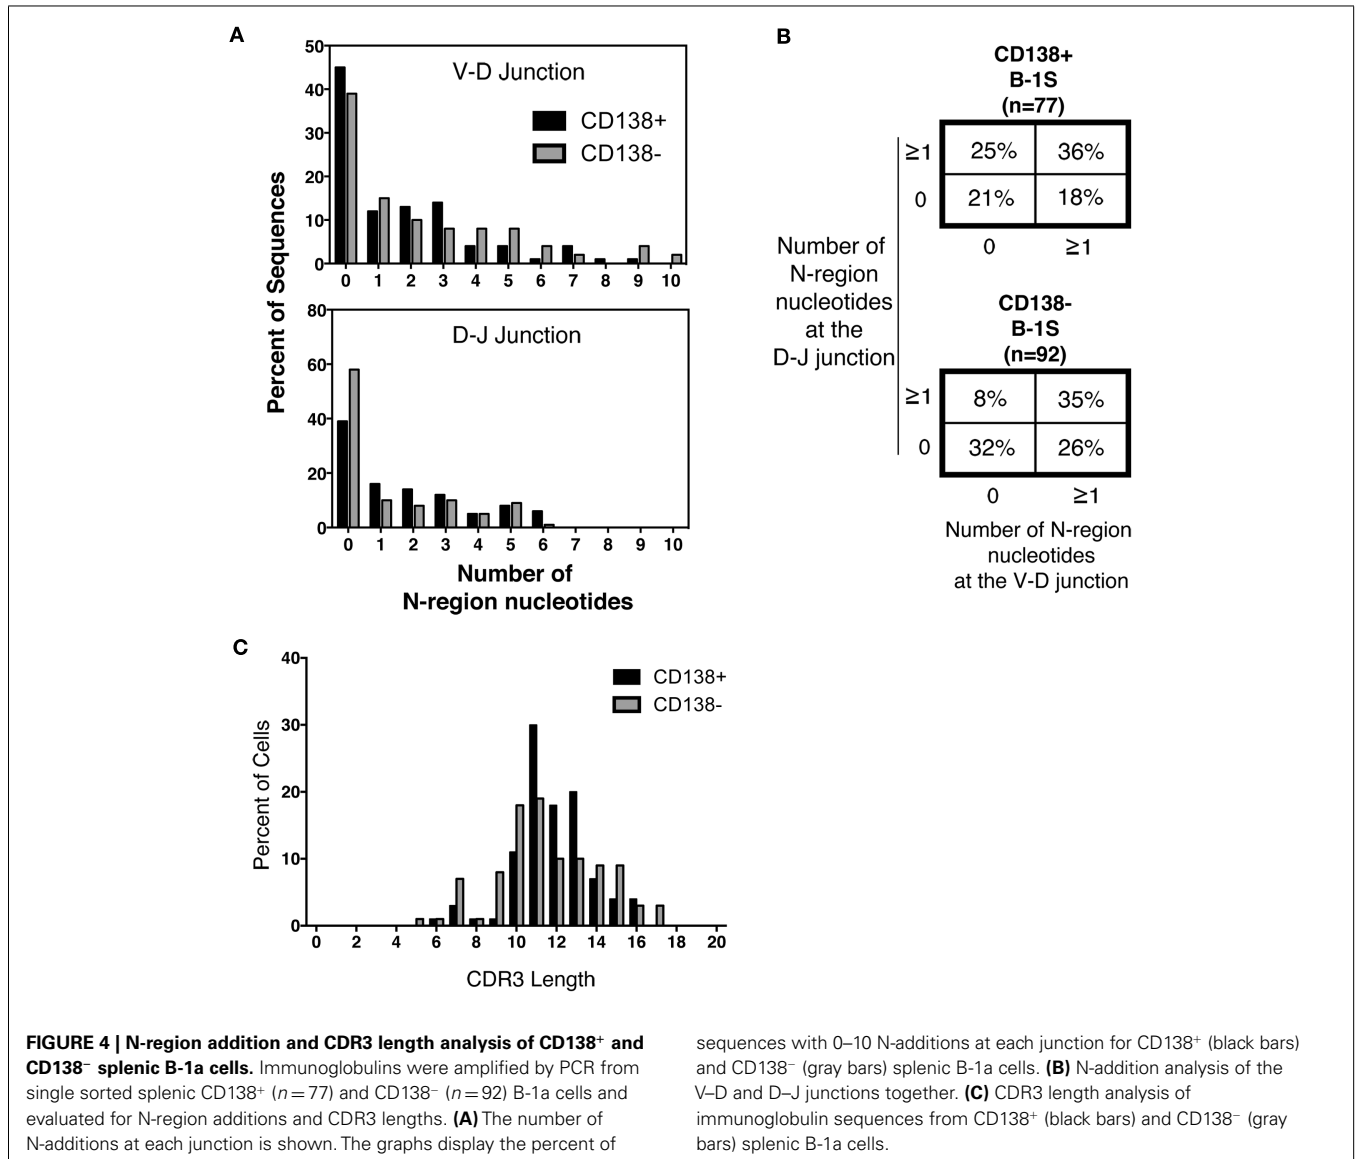 A
50
40
30
20
10
0
V-D Junction
CD138+
CD138-
0 1 2 3 4 5 6 7 8 9 10
Percent of Sequences
80
60
40
20
0
D-J Junction
0 1 2 3 4 5 6 7 8 9 10
Number of
N-region nucleotides
B
CD138+
B-1S
(n=77)
≥1 25% 36%
0 21% 18%
0 ≥1
Number of
N-region
nucleotides
at the
D-J junction
CD138-
B-1S
(n=92)
≥1 8% 35%
0 32% 26%
0 ≥1
Number of N-region
nucleotides
at the V-D junction
C
40
30
20
10
0
Percent of Cells
CD138+
CD138-
0 2 4 6 8 10 12 14 16 18 20
CDR3 Length
FIGURE 4 | N-region addition and CDR3 length analysis of CD138⁺ and
CD138⁻ splenic B-1a cells. Immunoglobulins were amplified by PCR from
single sorted splenic CD138⁺ (n = 77) and CD138⁻ (n = 92) B-1a cells and
evaluated for N-region additions and CDR3 lengths. (A) The number of
N-additions at each junction is shown. The graphs display the percent of
sequences with 0–10 N-additions at each junction for CD138⁺ (black bars)
and CD138⁻ (gray bars) splenic B-1a cells. (B) N-addition analysis of the
V–D and D–J junctions together. (C) CDR3 length analysis of
immunoglobulin sequences from CD138⁺ (black bars) and CD138⁻ (gray
bars) splenic B-1a cells.